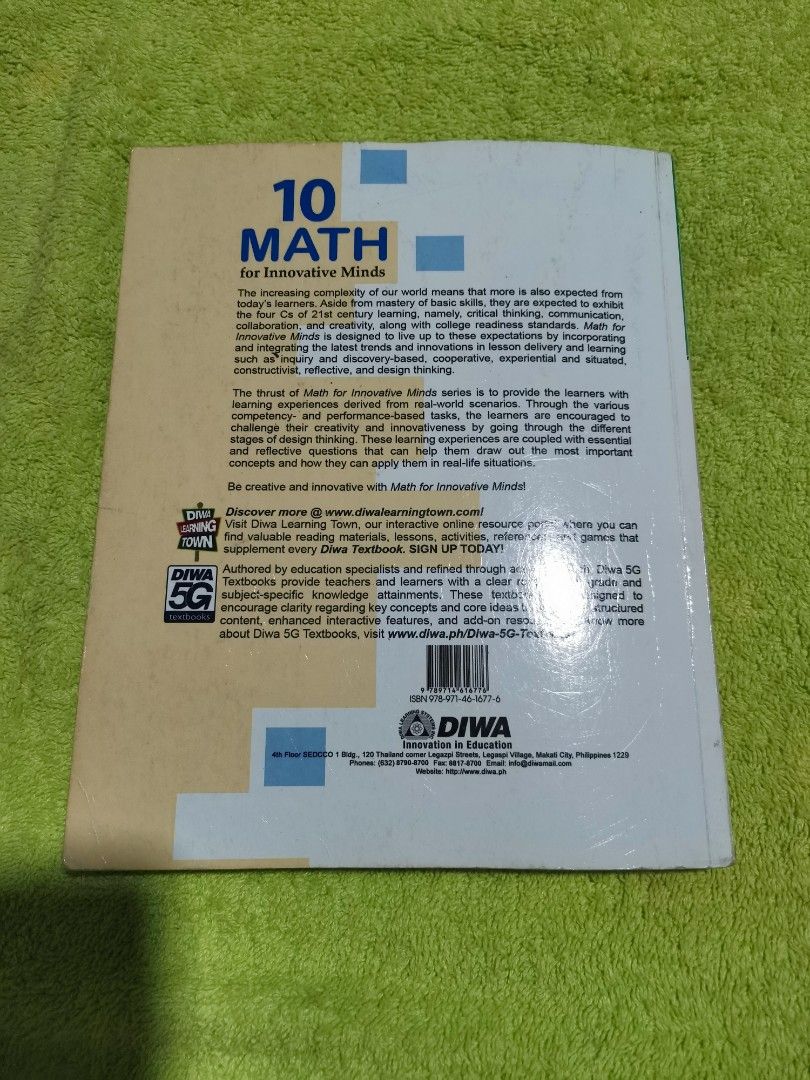 10
MATH
for Innovative Minds
The increasing complexity of our world means that more is also expected from
today's learners. Aside from mastery of basic skills, they are expected to exhibit
the four Cs of 21st century learning, namely, critical thinking, communication,
collaboration, and creativity, along with college readiness standards. Math for
Innovative Minds is designed to live up to these expectations by incorporating
and integrating the latest trends and innovations in lesson delivery and learning
such as inquiry and discovery-based, cooperative, experiential and situated,
constructivist, reflective, and design thinking.
The thrust of Math for Innovative Minds series is to provide the learners with
learning experiences derived from real-world scenarios. Through the various
competency- and performance-based tasks, the learners are encouraged to
challenge their creativity and innovativeness by going through the different
stages of design thinking. These learning experiences are coupled with essential
and reflective questions that can help them draw out the most important
concepts and how they can apply them in real-life situations.
Be creative and innovative with Math for Innovative Minds!
DIWA
LEARNING
TOWN
Discover more @ www.diwalearningtown.com!
Visit Diwa Learning Town, our interactive online resource where you can
find valuable reading materials, lessons, activities, games that
supplement every Diwa Textbook. SIGN UP TODAY!
DIWA
5G
textbooks
Authored by education specialists and refined through Diwa 5G
Textbooks provide teachers and learners with a clear and
subject-specific knowledge attainments. These to
encourage clarity regarding key concepts and core ideas structured
content, enhanced interactive features, and add-on more
about Diwa 5G Textbooks, visit www.diwa.ph/Diwa-5G-
9 789714 616776
ISBN 978-971-46-1677-6
DIWA LEARNING SYSTEMS
DIWA
Innovation in Education
4th Floor SEDCCO 1 Bldg., 120 Thailand corner Legazpi Streets, Legaspi Village, Makati City, Philippines 1229
Phones: (632) 8790-8700 Fax: 8817-8700 Email: info@diwamail.com
Website: http://www.diwa.ph